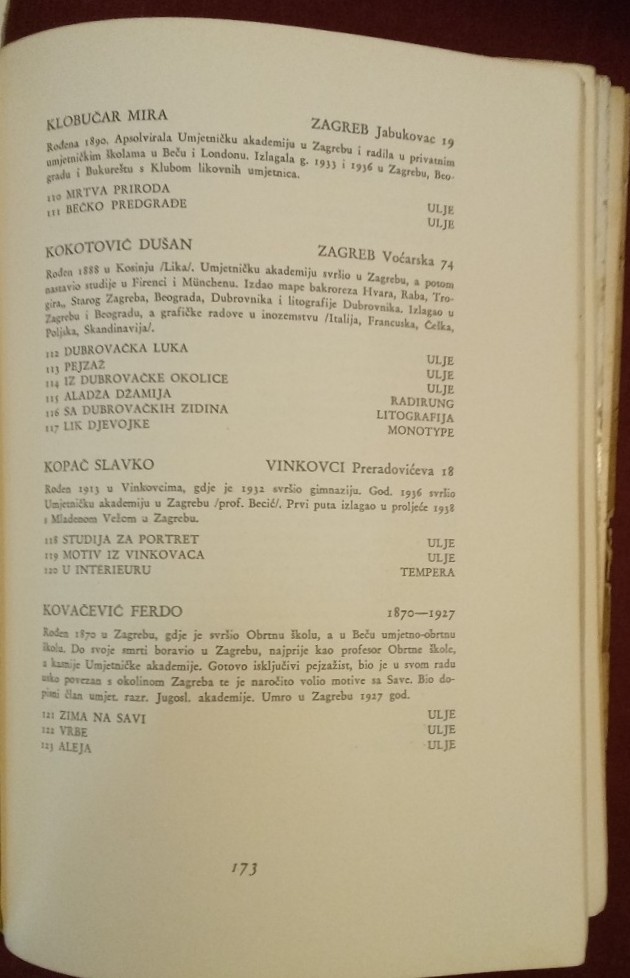 KLOBUČAR MIRA ZAGREB Jabukovac 19
Rođena 1890. Apsolvirala Umjetničku akademiju u Zagrebu i radila u privatnim
umjetničkim školama u Beču i Londonu. Izlagala g. 1933 i 1936 u Zagrebu, Beo-
gradu i Bukureštu s Klubom likovnih umjetnica.
110 MRTVA PRIRODA ULJE
111 BEČKO PREDGRAĐE ULJE
KOKOTOVIĆ DUŠAN ZAGREB Voćarska 74
Rođen 1888 u Kosinju /Lika/. Umjetničku akademiju svršio u Zagrebu, a potom
nastavio studije u Firenci i Münchenu. Izdao mape bakroreza Hvara, Raba, Tro-
gira,, Starog Zagreba, Beograda, Dubrovnika i litografije Dubrovnika. Izlagao u
Zagrebu i Beogradu, a grafičke radove u inozemstvu /Italija, Francuska, Češka,
Poljska, Skandinavija/.
112 DUBROVAČKA LUKA ULJE
113 PEJZAŽ ULJE
114 IZ DUBROVAČKE OKOLICE ULJE
115 ALADŽA DŽAMIJA RADIRUNG
116 SA DUBROVAČKIH ZIDINA LITOGRAFIJA
117 LIK DJEVOJKE MONOTYPE
KOPAČ SLAVKO VINKOVCI Preradovićeva 18
Rođen 1913 u Vinkovcima, gdje je 1932 svršio gimnaziju. God. 1936 svršio
Umjetničku akademiju u Zagrebu /prof. Becić/. Prvi puta izlagao u proljeće 1938
s Mladenom Vežom u Zagrebu.
118 STUDIJA ZA PORTRET ULJE
119 MOTIV IZ VINKOVACA ULJE
120 U INTERIEURU TEMPERA
KOVAČEVIĆ FERDO 1870—1927
Rođen 1870 u Zagrebu, gdje je svršio Obrtnu školu, a u Beču umjetno-obrtnu
školu. Do svoje smrti boravio u Zagrebu, najprije kao profesor Obrtne škole,
a kasnije Umjetničke akademije. Gotovo isključivi pejzažist, bio je u svom radu
usko povezan s okolinom Zagreba te je naročito volio motive sa Save. Bio do-
pisni član umjet. razr. Jugosl. akademije. Umro u Zagrebu 1927 god.
121 ZIMA NA SAVI ULJE
122 VRBE ULJE
123 ALEJA ULJE
173